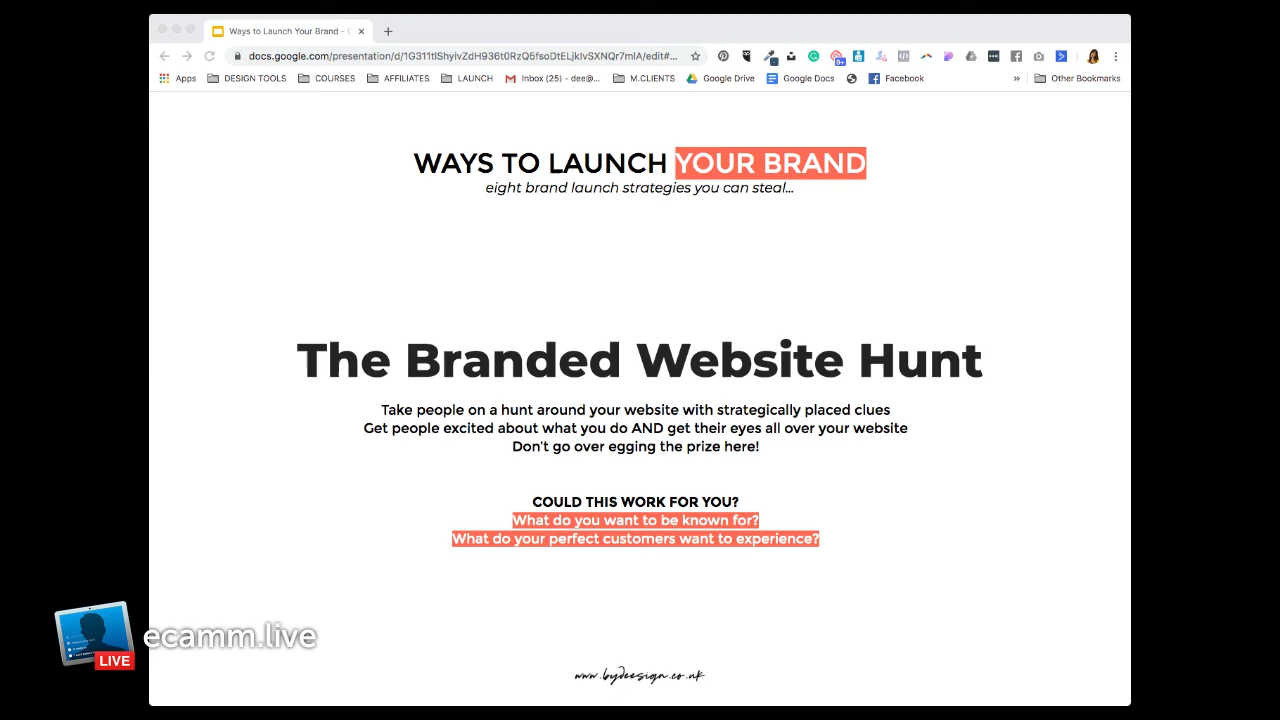 Ways to Launch Your Brand - G
docs.google.com/presentation/d/1G311tlShyivZdH936t0RzQ5fsoDtELjklvSXNQr7mlA/edit#...
9+
Apps DESIGN TOOLS COURSES AFFILIATES LAUNCH Inbox (25) - dee@... M.CLIENTS Google Drive Google Docs Facebook » Other Bookmarks
WAYS TO LAUNCH YOUR BRAND
eight brand launch strategies you can steal...
The Branded Website Hunt
Take people on a hunt around your website with strategically placed clues
Get people excited about what you do AND get their eyes all over your website
Don't go over egging the prize here!
COULD THIS WORK FOR YOU?
What do you want to be known for?
What do your perfect customers want to experience?
ecamm.live
LIVE
www.bydeesign.co.uk